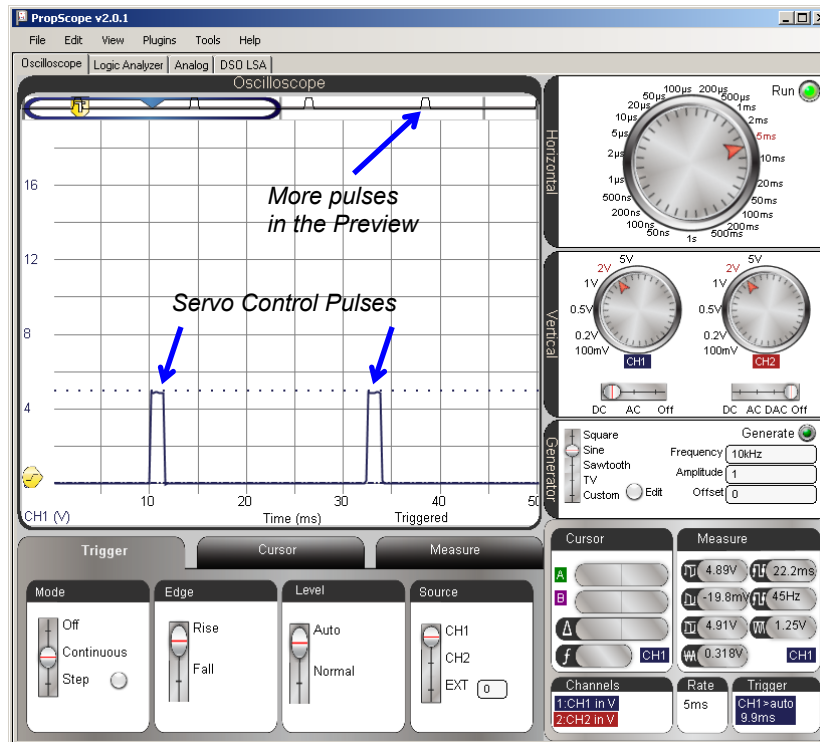 PropScope v2.0.1
File Edit View Plugins Tools Help
Oscilloscope Logic Analyzer Analog DSO LSA
Oscilloscope
T
More pulses
in the Preview
Servo Control Pulses
16
12
8
4
10 20 30 40 50
CH1 (V) Time (ms) Triggered
Horizontal
Run
50ns
100ns
200ns
500ns
1µs
2µs
5µs
10µs
20µs
50µs
100µs
200µs
500µs
1ms
2ms
5ms
10ms
20ms
50ms
100ms
200ms
500ms
1s
Vertical
5V
2V
1V
0.5V
0.2V
100mV
CH1
DC AC Off
5V
2V
1V
0.5V
0.2V
100mV
CH2
DC AC DAC Off
Generator
Square
Sine
Sawtooth
TV
Custom Edit
Generate
Frequency 10kHz
Amplitude 1
Offset 0
Trigger Cursor Measure
Mode
Off
Continuous
Step
Edge
Rise
Fall
Level
Auto
Normal
Source
CH1
CH2
EXT 0
Cursor
A
B
Δ
f CH1
Measure
4.89V 22.2ms
-19.8mV 45Hz
4.91V 1.25V
0.318V CH1
Channels
1:CH1 in V
2:CH2 in V
Rate
5ms
Trigger
CH1>auto
9.9ms